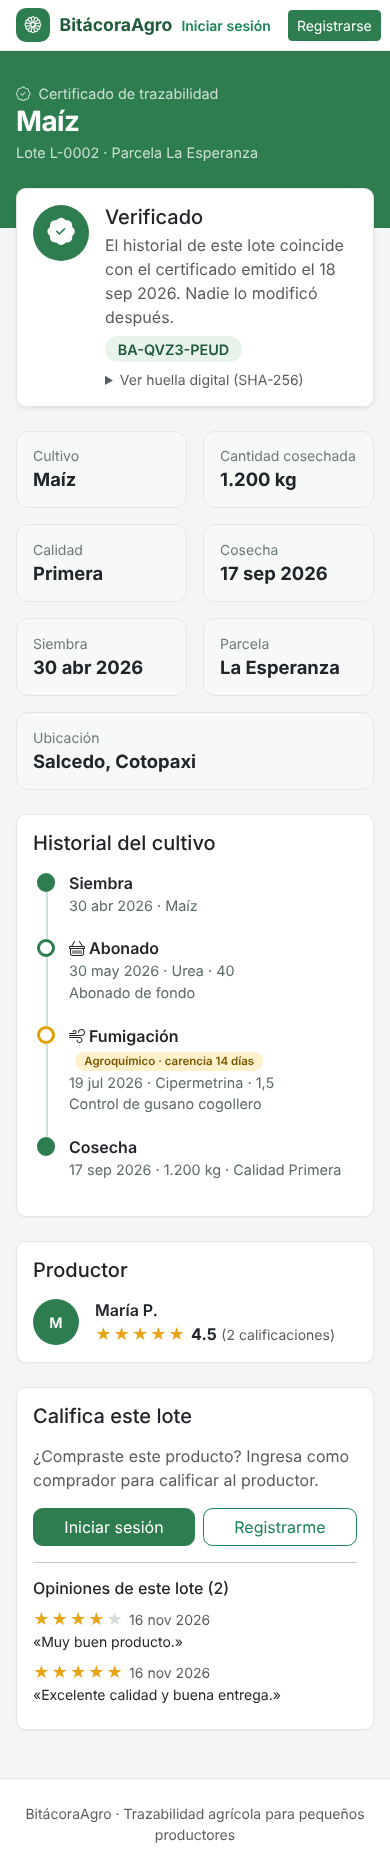 BitácoraAgro Iniciar sesión Registrarse
Certificado de trazabilidad
Maíz
Lote L-0002 · Parcela La Esperanza
Verificado
El historial de este lote coincide
con el certificado emitido el 18
sep 2026. Nadie lo modificó
después.
BA-QVZ3-PEUD
Ver huella digital (SHA-256)
Cultivo
Maíz
Cantidad cosechada
1.200 kg
Calidad
Primera
Cosecha
17 sep 2026
Siembra
30 abr 2026
Parcela
La Esperanza
Ubicación
Salcedo, Cotopaxi
Historial del cultivo
Siembra
30 abr 2026 · Maíz
Abonado
30 may 2026 · Urea · 40
Abonado de fondo
Fumigación
Agroquímico · carencia 14 días
19 jul 2026 · Cipermetrina · 1,5
Control de gusano cogollero
Cosecha
17 sep 2026 · 1.200 kg · Calidad Primera
Productor
M
María P.
★★★★★ 4.5 (2 calificaciones)
Califica este lote
¿Compraste este producto? Ingresa como
comprador para calificar al productor.
Iniciar sesión Registrarme
Opiniones de este lote (2)
★★★★★ 16 nov 2026
«Muy buen producto.»
★★★★★ 16 nov 2026
«Excelente calidad y buena entrega.»
BitácoraAgro · Trazabilidad agrícola para pequeños
productores